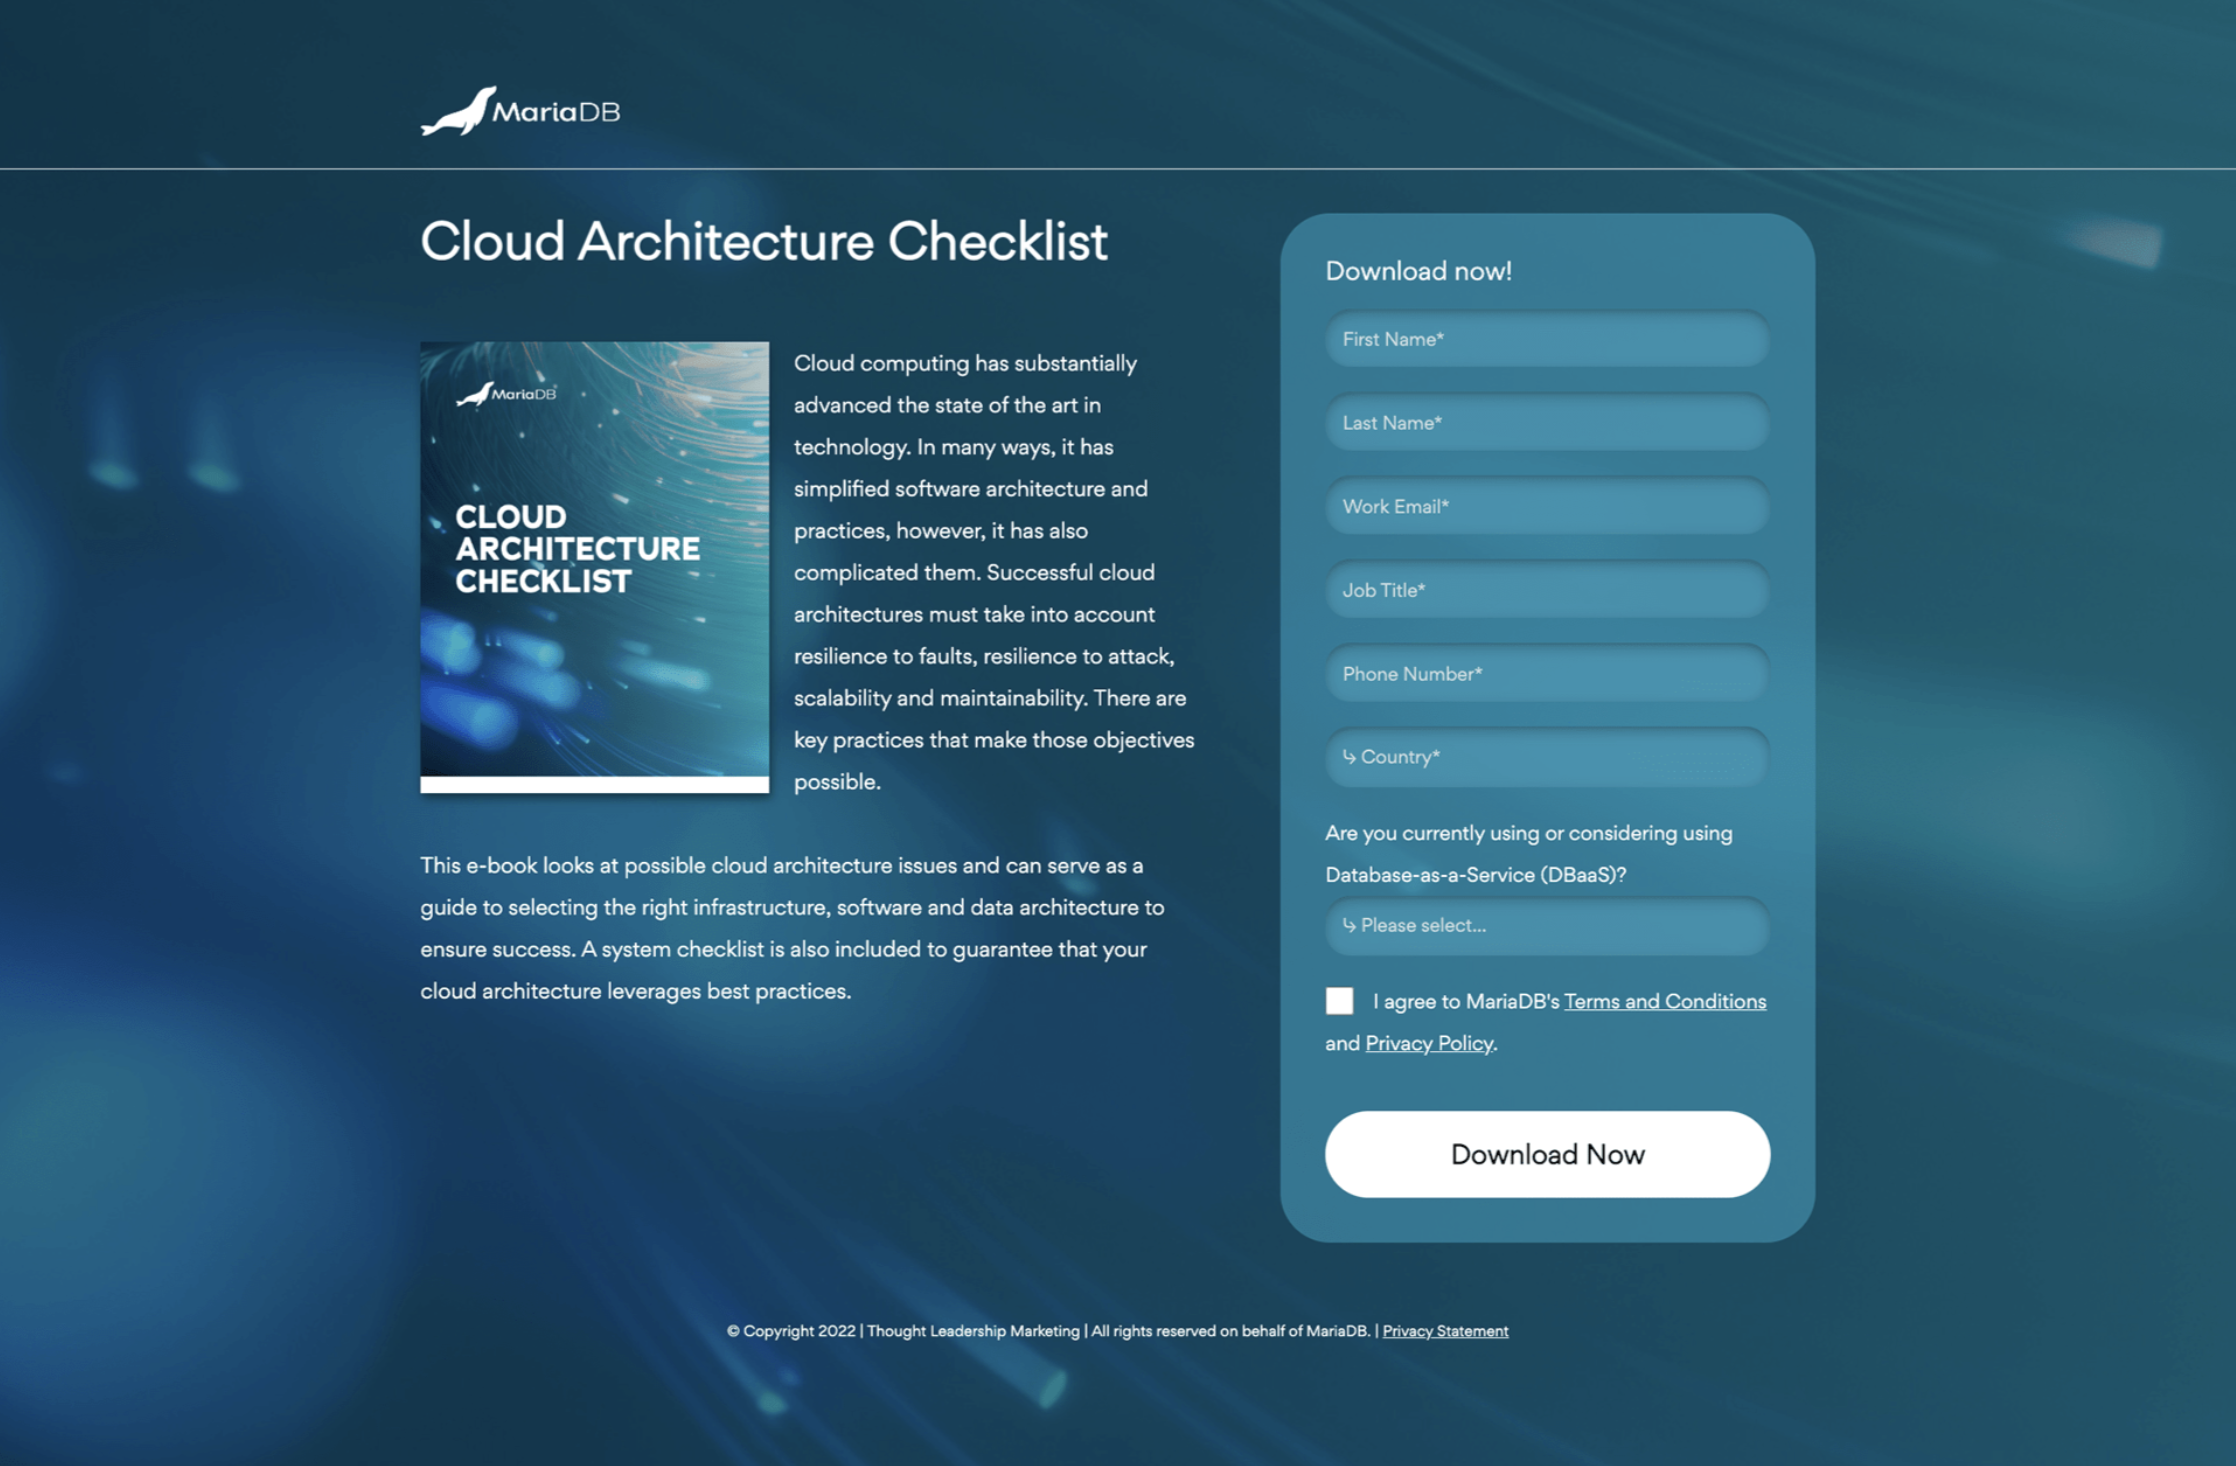 MariaDB
Cloud Architecture Checklist
MariaDB
CLOUD
ARCHITECTURE
CHECKLIST
Cloud computing has substantially
advanced the state of the art in
technology. In many ways, it has
simplified software architecture and
practices, however, it has also
complicated them. Successful cloud
architectures must take into account
resilience to faults, resilience to attack,
scalability and maintainability. There are
key practices that make those objectives
possible.
This e-book looks at possible cloud architecture issues and can serve as a
guide to selecting the right infrastructure, software and data architecture to
ensure success. A system checklist is also included to guarantee that your
cloud architecture leverages best practices.
Download now!
First Name*
Last Name*
Work Email*
Job Title*
Phone Number*
↳ Country*
Are you currently using or considering using
Database-as-a-Service (DBaaS)?
↳ Please select...
I agree to MariaDB's Terms and Conditions
and Privacy Policy.
Download Now
© Copyright 2022 | Thought Leadership Marketing | All rights reserved on behalf of MariaDB. | Privacy Statement